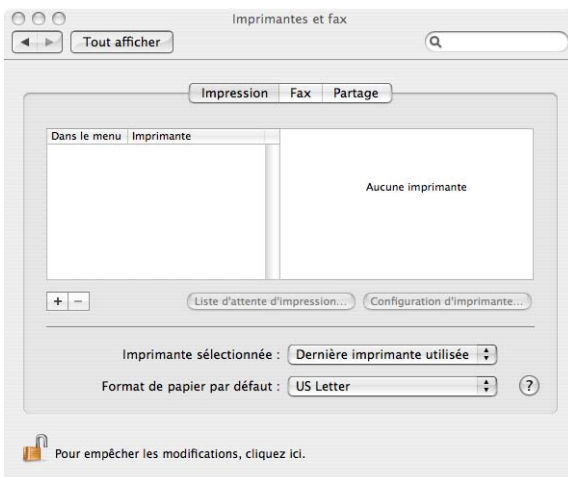 Imprimantes et fax
Tout afficher
Impression Fax Partage
Dans le menu Imprimante
Aucune imprimante
+ −
Liste d'attente d'impression... Configuration d'imprimante...
Imprimante sélectionnée : Dernière imprimante utilisée
Format de papier par défaut : US Letter ?
Pour empêcher les modifications, cliquez ici.